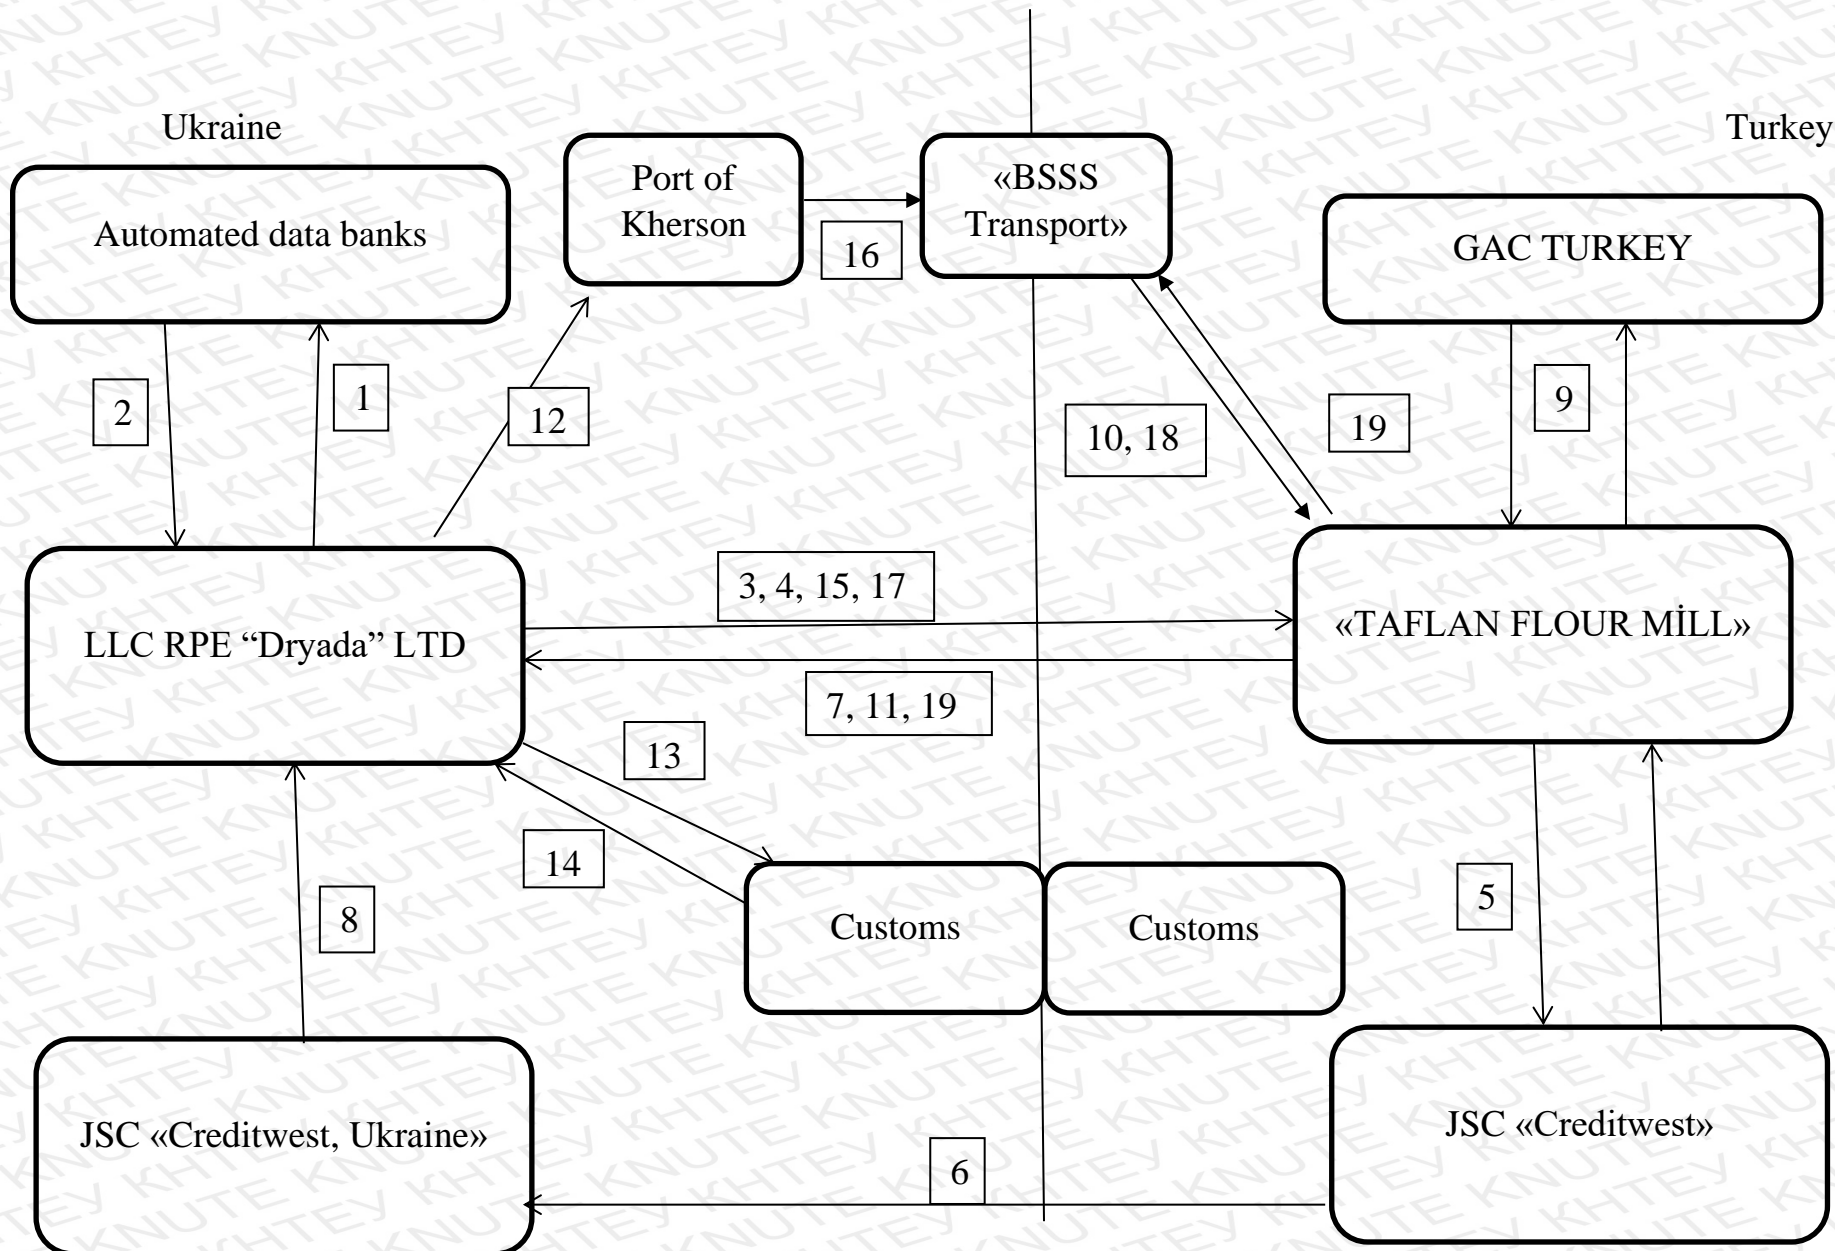 Ukraine
Turkey
Automated data banks
Port of
Kherson
«BSSS
Transport»
GAC TURKEY
16
2
1
12
10, 18
19
9
3, 4, 15, 17
LLC RPE “Dryada” LTD
«TAFLAN FLOUR MİLL»
7, 11, 19
13
14
8
Customs
Customs
5
JSC «Creditwest, Ukraine»
6
JSC «Creditwest»
KHTEY KNUTE